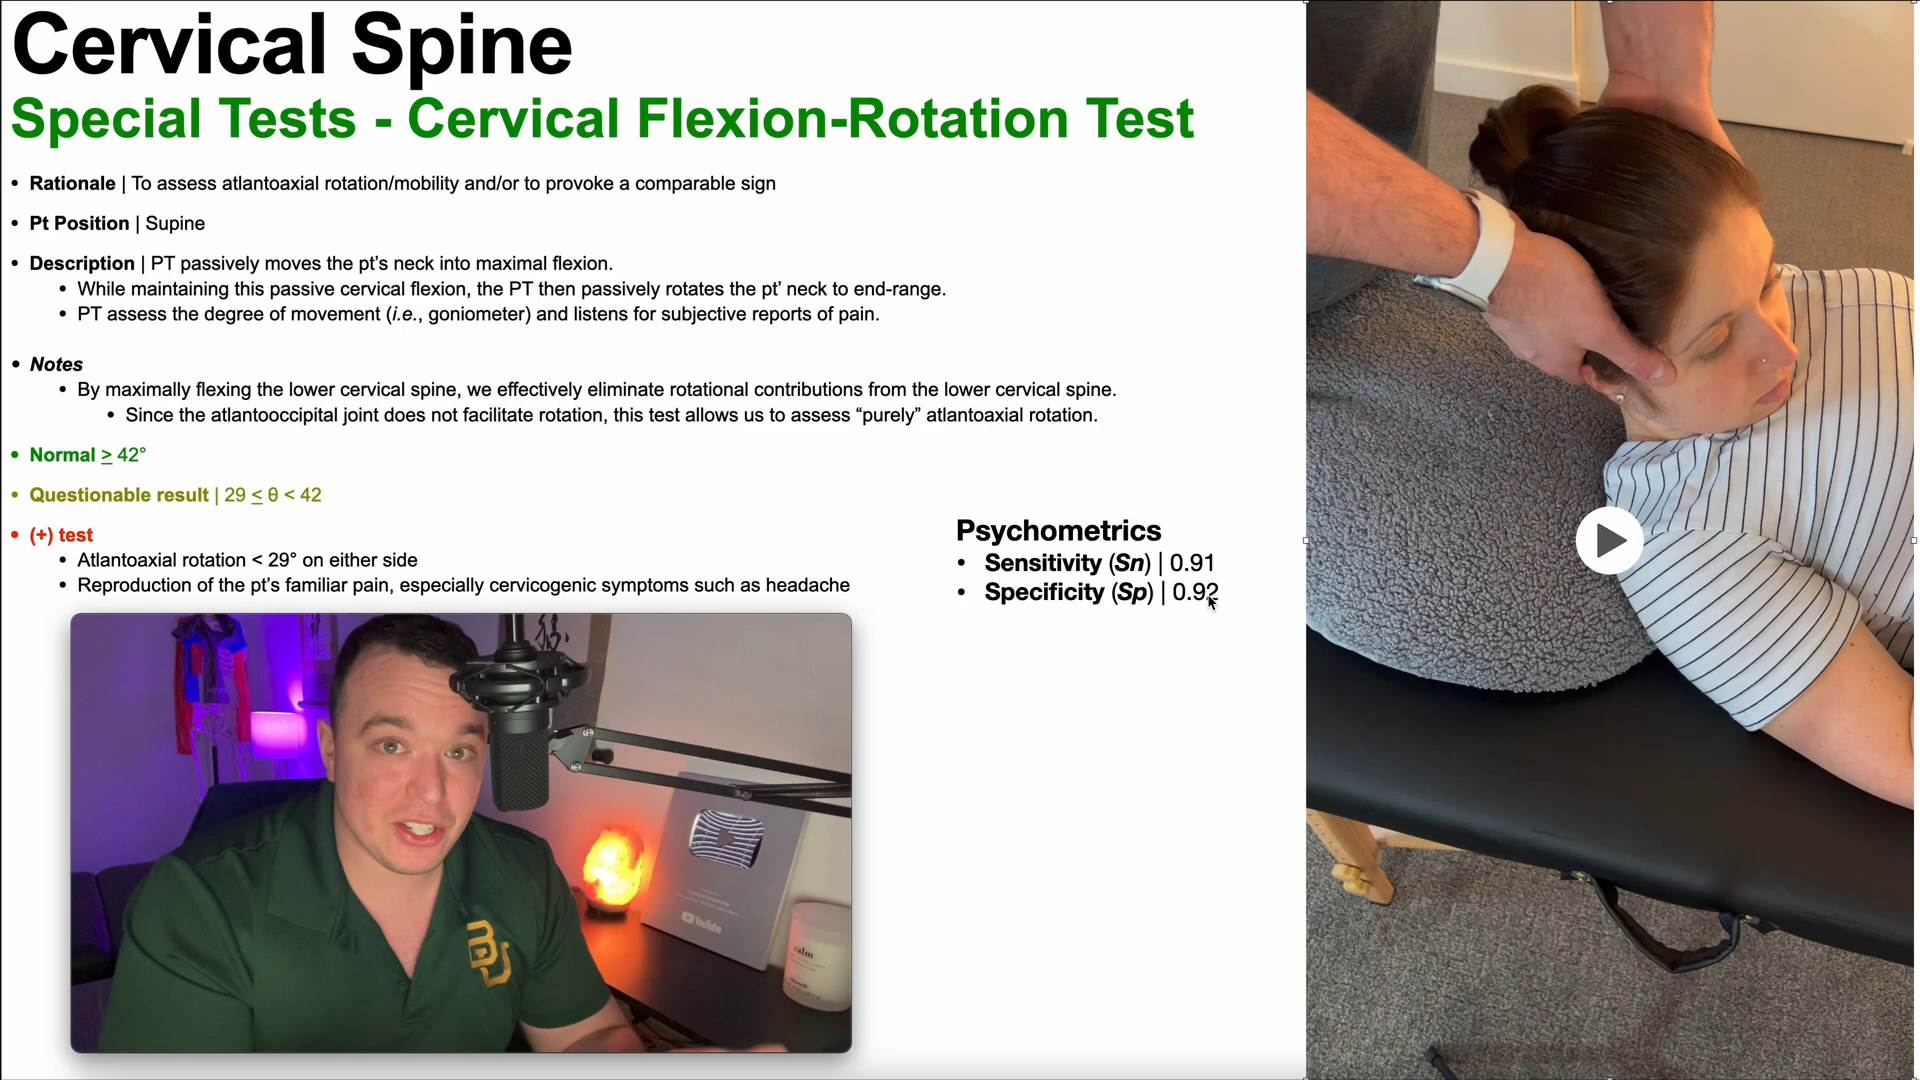 Cervical Spine
Special Tests - Cervical Flexion-Rotation Test
• Rationale | To assess atlantoaxial rotation/mobility and/or to provoke a comparable sign
• Pt Position | Supine
• Description | PT passively moves the pt’s neck into maximal flexion.
• While maintaining this passive cervical flexion, the PT then passively rotates the pt’ neck to end-range.
• PT assess the degree of movement (i.e., goniometer) and listens for subjective reports of pain.
• Notes
• By maximally flexing the lower cervical spine, we effectively eliminate rotational contributions from the lower cervical spine.
• Since the atlantooccipital joint does not facilitate rotation, this test allows us to assess “purely” atlantoaxial rotation.
• Normal ≥ 42°
• Questionable result | 29 ≤ θ < 42
• (+) test
• Atlantoaxial rotation < 29° on either side
• Reproduction of the pt’s familiar pain, especially cervicogenic symptoms such as headache
Psychometrics
• Sensitivity (Sn) | 0.91
• Specificity (Sp) | 0.92
BU
YouTube
calm